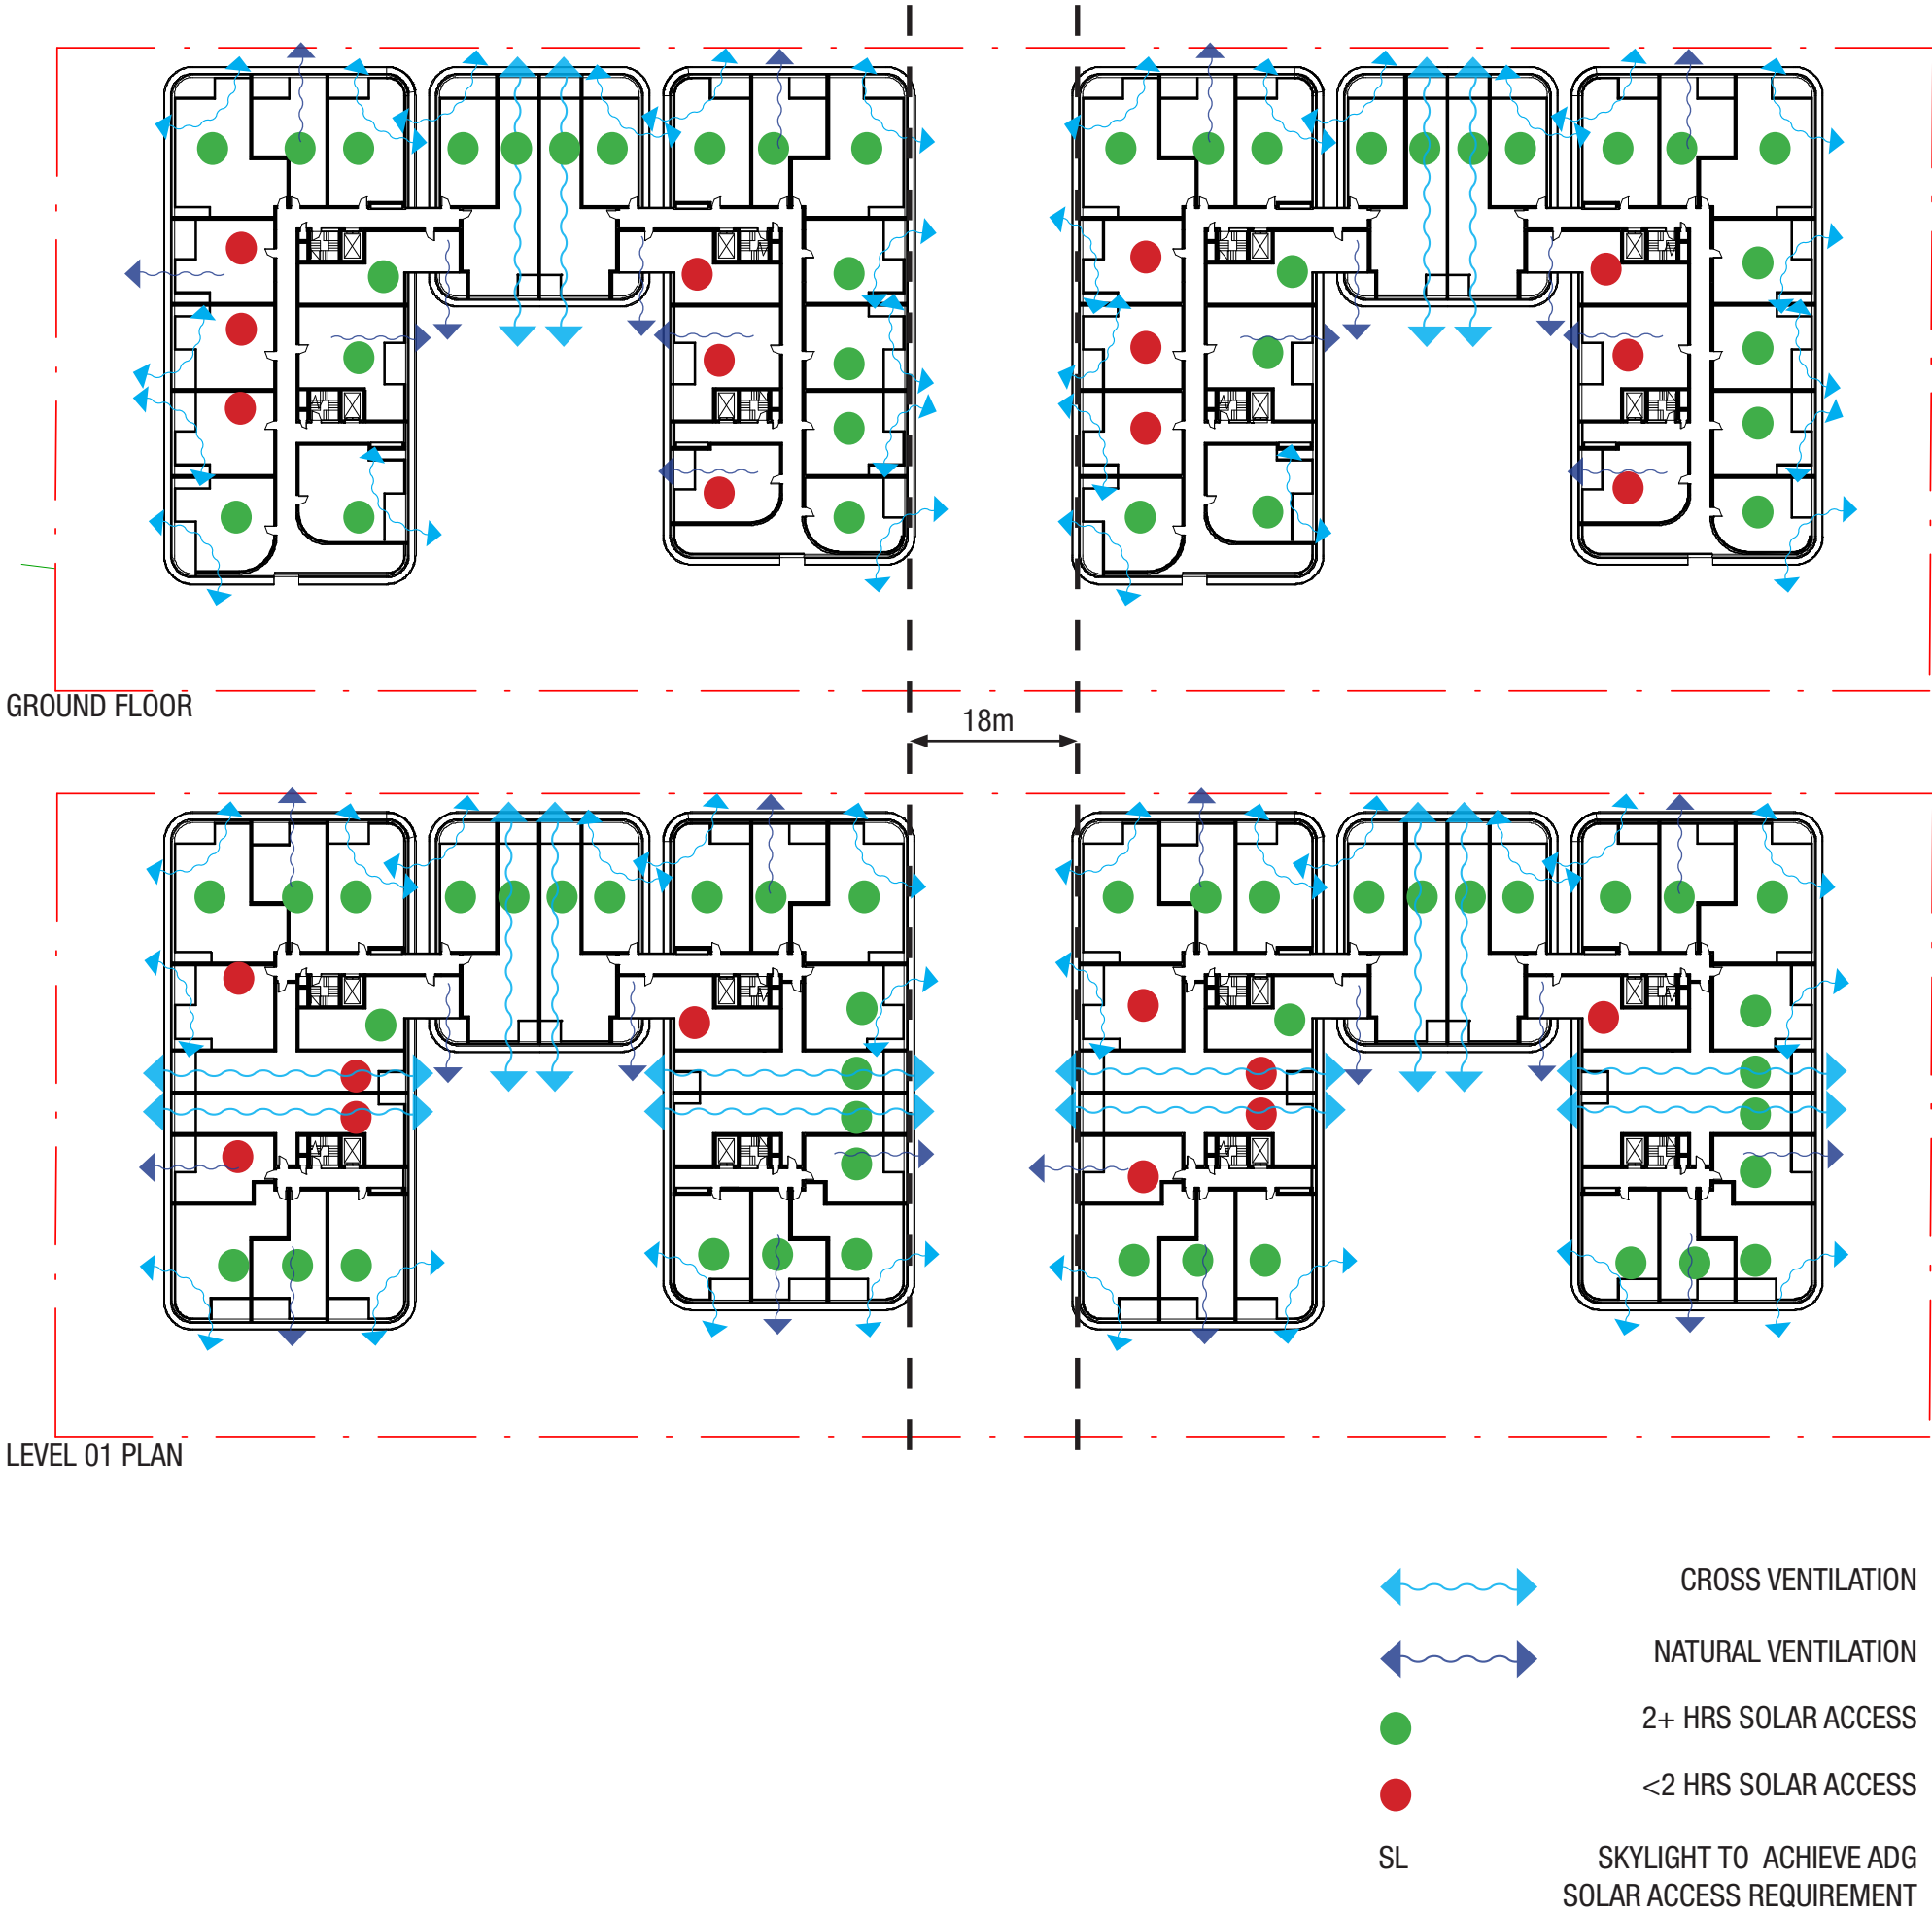 GROUND FLOOR
18m
LEVEL 01 PLAN
CROSS VENTILATION
NATURAL VENTILATION
2+ HRS SOLAR ACCESS
<2 HRS SOLAR ACCESS
SL SKYLIGHT TO ACHIEVE ADG
SOLAR ACCESS REQUIREMENT